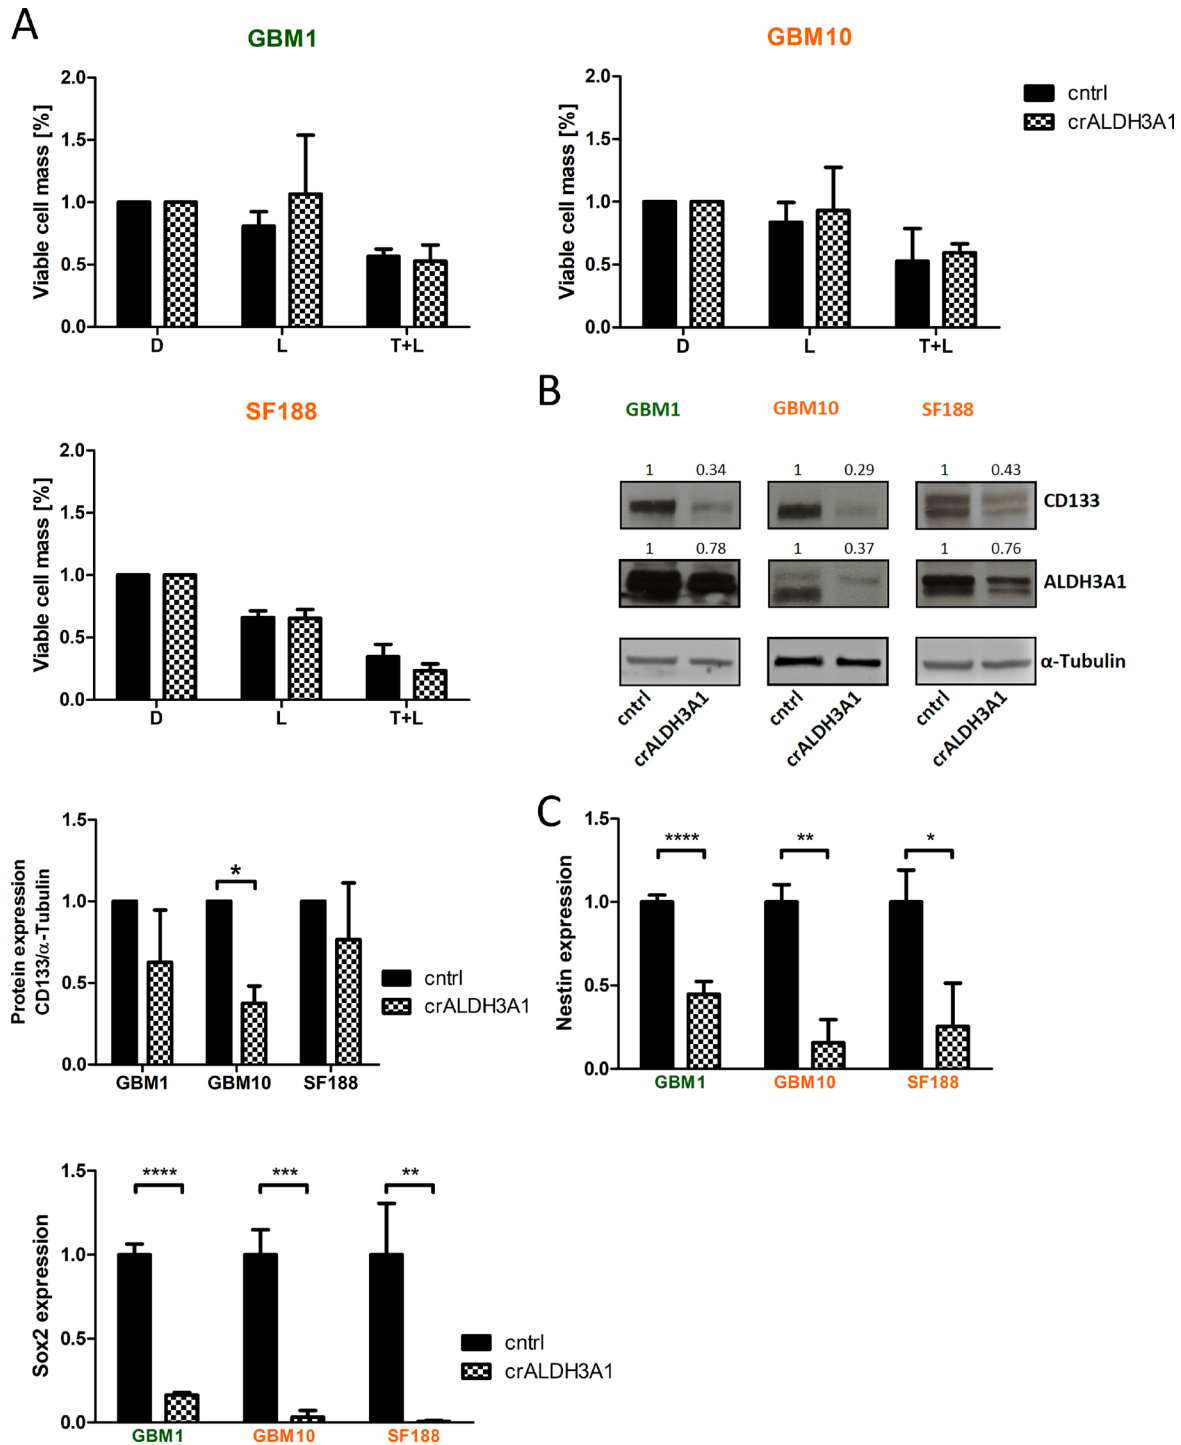 A
GBM1
Viable cell mass [%]
2.0
1.5
1.0
0.5
0.0
D
L
T+L
GBM10
Viable cell mass [%]
2.0
1.5
1.0
0.5
0.0
D
L
T+L
cntrl
crALDH3A1
SF188
Viable cell mass [%]
2.0
1.5
1.0
0.5
0.0
D
L
T+L
B
GBM1 GBM10 SF188
1 0.34 1 0.29 1 0.43
CD133
1 0.78 1 0.37 1 0.76
ALDH3A1
α-Tubulin
cntrl crALDH3A1 cntrl crALDH3A1 cntrl crALDH3A1
Protein expression
CD133/α-Tubulin
1.5
1.0
0.5
0.0
*
GBM1 GBM10 SF188
cntrl
crALDH3A1
C
Nestin expression
1.5
1.0
0.5
0.0
**** ** *
GBM1 GBM10 SF188
Sox2 expression
1.5
1.0
0.5
0.0
**** *** **
GBM1 GBM10 SF188
cntrl
crALDH3A1